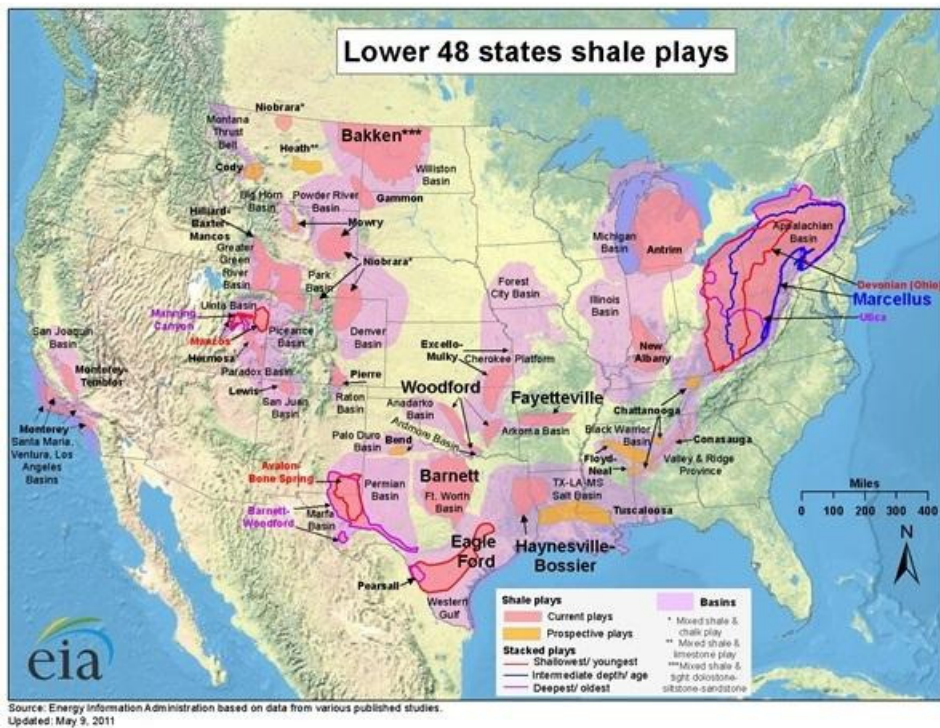 Lower 48 states shale plays
Niobrara*
Montana
Thrust
Belt
Bakken***
Heath**
Cody
Williston
Basin
Big Horn
Basin
Powder River
Basin
Gammon
Hilliard-
Baxter-
Mancos
Mowry
Greater
Green
River
Basin
Niobrara*
Park
Basin
Michigan
Basin
Antrim
Appalachian
Basin
Devonian (Ohio)
Marcellus
Utica
Forest
City Basin
Illinois
Basin
Uinta Basin
Manning
Canyon
Mancos
Piceance
Basin
Denver
Basin
San Joaquin
Basin
Hermosa
Paradox Basin
Excello-
Mulky
Cherokee Platform
New
Albany
Monterey-
Temblor
Lewis
San Juan
Basin
Pierre
Raton
Basin
Woodford
Anadarko
Basin
Ardmore Basin
Fayetteville
Arkoma Basin
Chattanooga
Black Warrior
Basin
Conasauga
Monterey
Santa Maria,
Ventura, Los
Angeles
Basins
Palo Duro
Basin
Bend
Floyd-
Neal
Valley & Ridge
Province
Avalon-
Bone Spring
Permian
Basin
Barnett
Ft. Worth
Basin
TX-LA-MS
Salt Basin
Tuscaloosa
Barnett-
Woodford
Marfa
Basin
Eagle
Ford
Haynesville-
Bossier
Pearsall
Western
Gulf
Miles
0 100 200 300 400
N
Shale plays
Current plays
Prospective plays
Stacked plays
Shallowest/ youngest
Intermediate depth/ age
Deepest/ oldest
Basins
* Mixed shale &
chalk play
** Mixed shale &
limestone play
***Mixed shale &
tight dolostone-
siltstone-sandstone
eia
Source: Energy Information Administration based on data from various published studies.
Updated: May 9, 2011